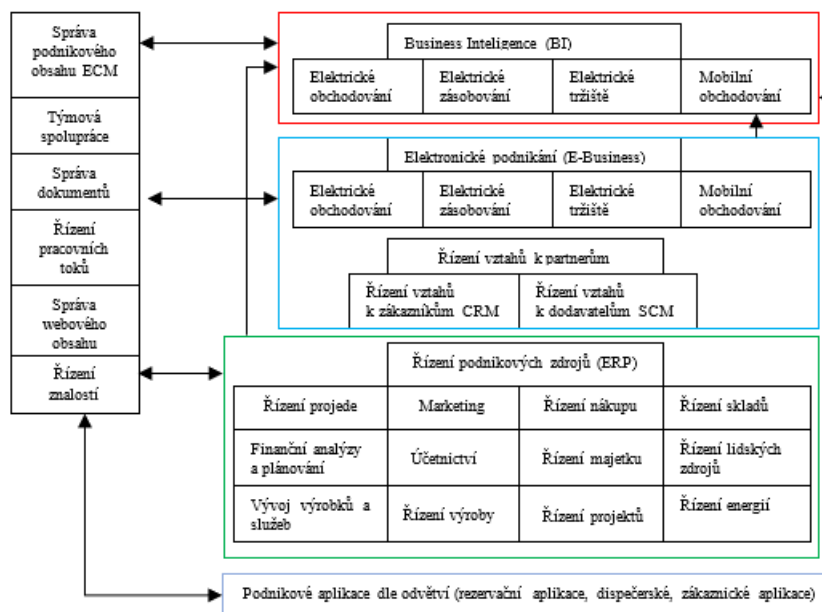 Správa
podnikového
obsahu ECM
Týmová
spolupráce
Správa
dokumentů
Řízení
pracovních
toků
Správa
webového
obsahu
Řízení
znalostí
Business Inteligence (BI)
Elektrické
obchodování
Elektrické
zásobování
Elektrické
tržiště
Mobilní
obchodování
Elektronické podnikání (E-Business)
Elektrické
obchodování
Elektrické
zásobování
Elektrické
tržiště
Mobilní
obchodování
Řízení vztahů k partnerům
Řízení vztahů
k zákazníkům CRM
Řízení vztahů
k dodavatelům SCM
Řízení podnikových zdrojů (ERP)
Řízení projede
Marketing
Řízení nákupu
Řízení skladů
Finanční analýzy
a plánování
Účetnictví
Řízení majetku
Řízení lidských
zdrojů
Vývoj výrobků a
služeb
Řízení výroby
Řízení projektů
Řízení energií
Podnikové aplikace dle odvětví (rezervační aplikace, dispečerské, zákaznické aplikace)